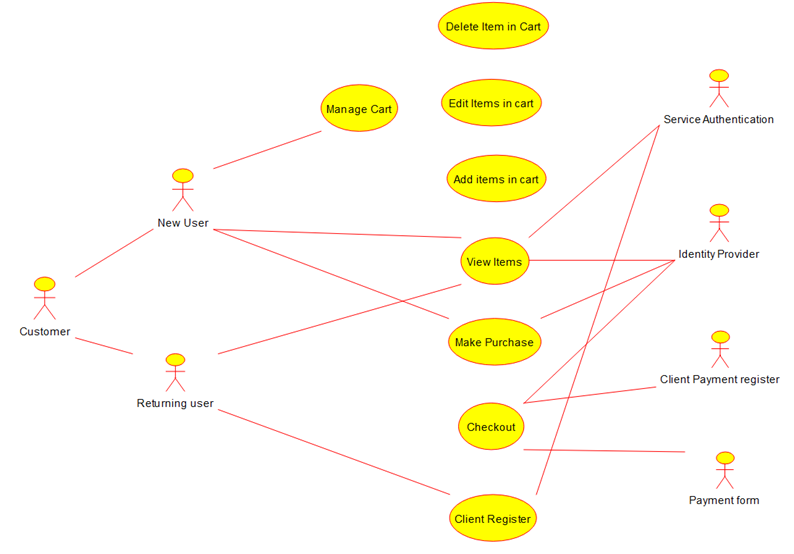 Delete Item in Cart
Manage Cart
Edit Items in cart
Service Authentication
Add items in cart
New User
View Items
Identity Provider
Customer
Make Purchase
Returning user
Client Payment register
Checkout
Payment form
Client Register